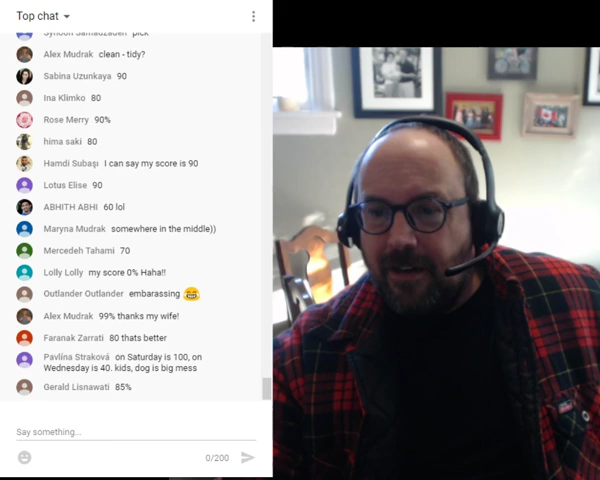 Top chat
pick
Alex Mudrak clean - tidy?
Sabina Uzunkaya 90
Ina Klimko 80
Rose Merry 90%
hima saki 80
Hamdi Subaşı I can say my score is 90
Lotus Elise 90
ABHITH ABHI 60 lol
Maryna Mudrak somewhere in the middle))
Mercedeh Tahami 70
Lolly Lolly my score 0% Haha!!
Outlander Outlander embarassing
Alex Mudrak 99% thanks my wife!
Faranak Zarrati 80 thats better
Pavlína Straková on Saturday is 100, on
Wednesday is 40. kids, dog is big mess
Gerald Lisnawati 85%
Say something...
0/200